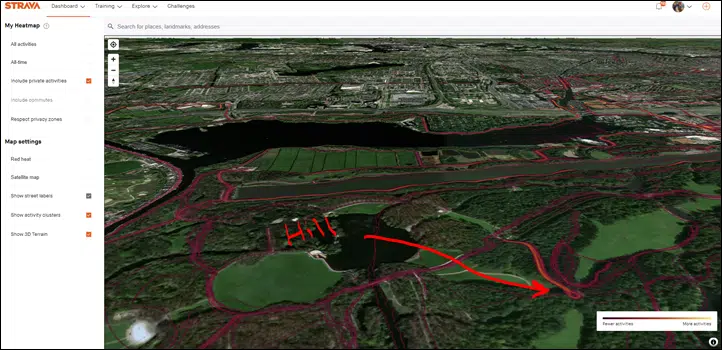 STRAVA Dashboard Training Explore Challenges
My Heatmap
Search for places, landmarks, addresses
All activities
All-time
Include private activities
Include commutes
Respect privacy zones
Map settings
Red heat
Satellite map
Show street labels
Show activity clusters
Show 3D Terrain
Hill
Fewer activities More activities